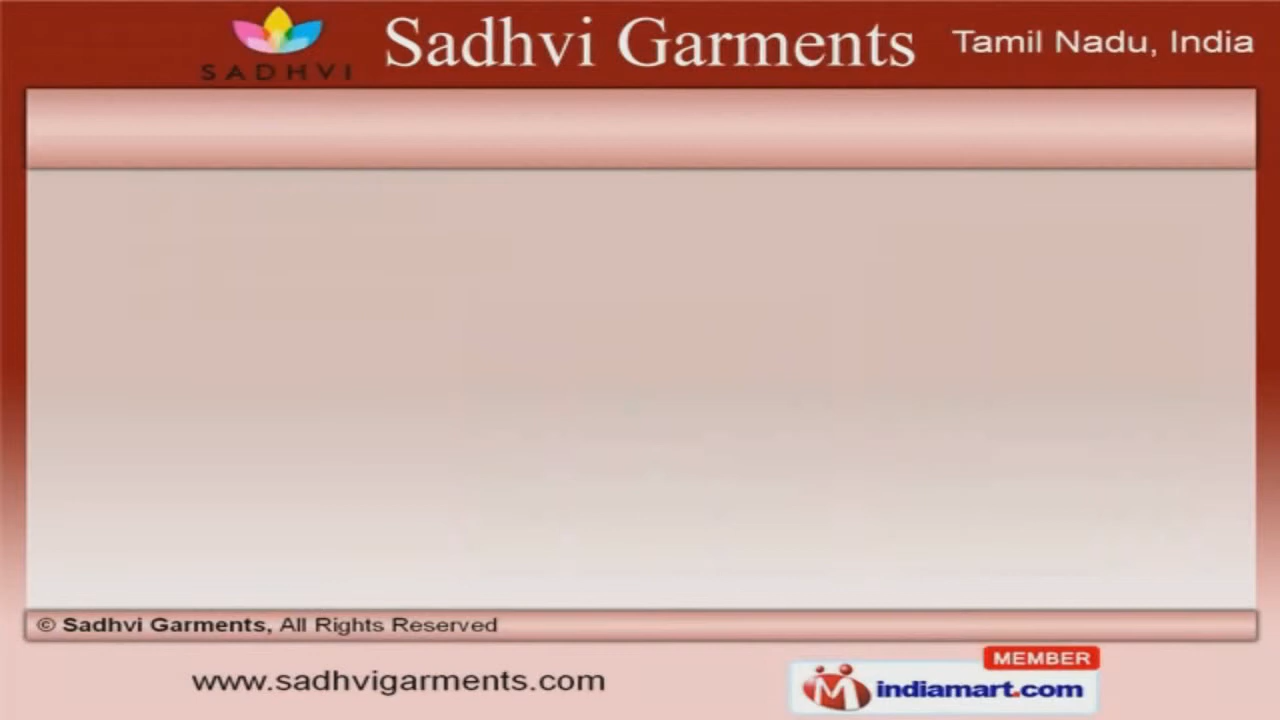 SADHVI
Sadhvi Garments
Tamil Nadu, India
© Sadhvi Garments, All Rights Reserved
www.sadhvigarments.com
MEMBER
indiamart.com